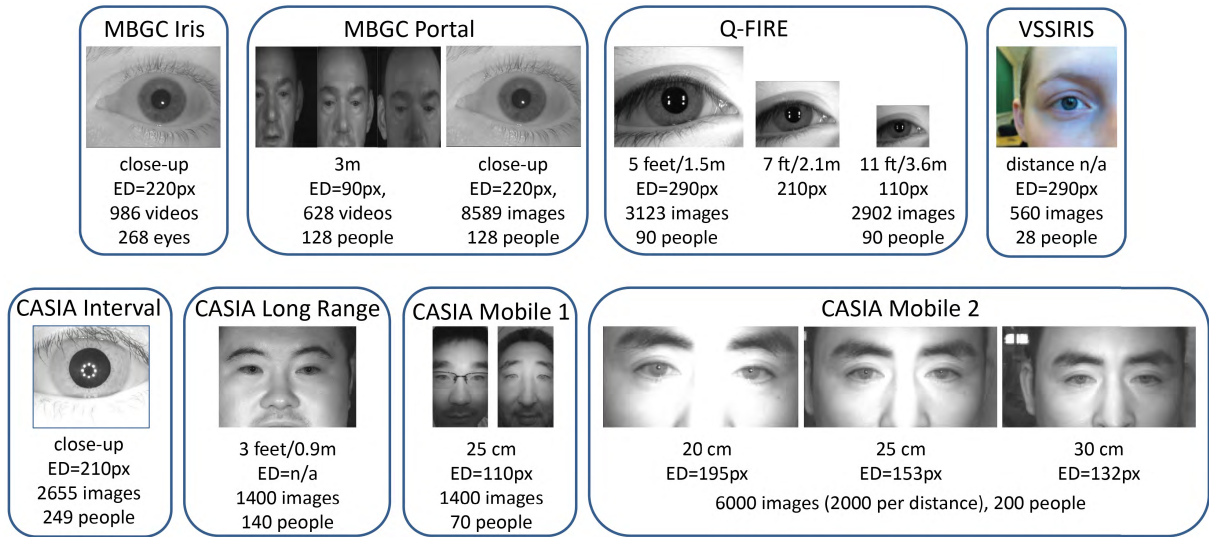 MBGC Iris
close-up
ED=220px
986 videos
268 eyes
MBGC Portal
3m
ED=90px,
628 videos
128 people
close-up
ED=220px,
8589 images
128 people
Q-FIRE
5 feet/1.5m
ED=290px
3123 images
90 people
7 ft/2.1m
210px
11 ft/3.6m
110px
2902 images
90 people
VSSIRIS
distance n/a
ED=290px
560 images
28 people
CASIA Interval
close-up
ED=210px
2655 images
249 people
CASIA Long Range
3 feet/0.9m
ED=n/a
1400 images
140 people
CASIA Mobile 1
25 cm
ED=110px
1400 images
70 people
CASIA Mobile 2
20 cm
ED=195px
25 cm
ED=153px
30 cm
ED=132px
6000 images (2000 per distance), 200 people